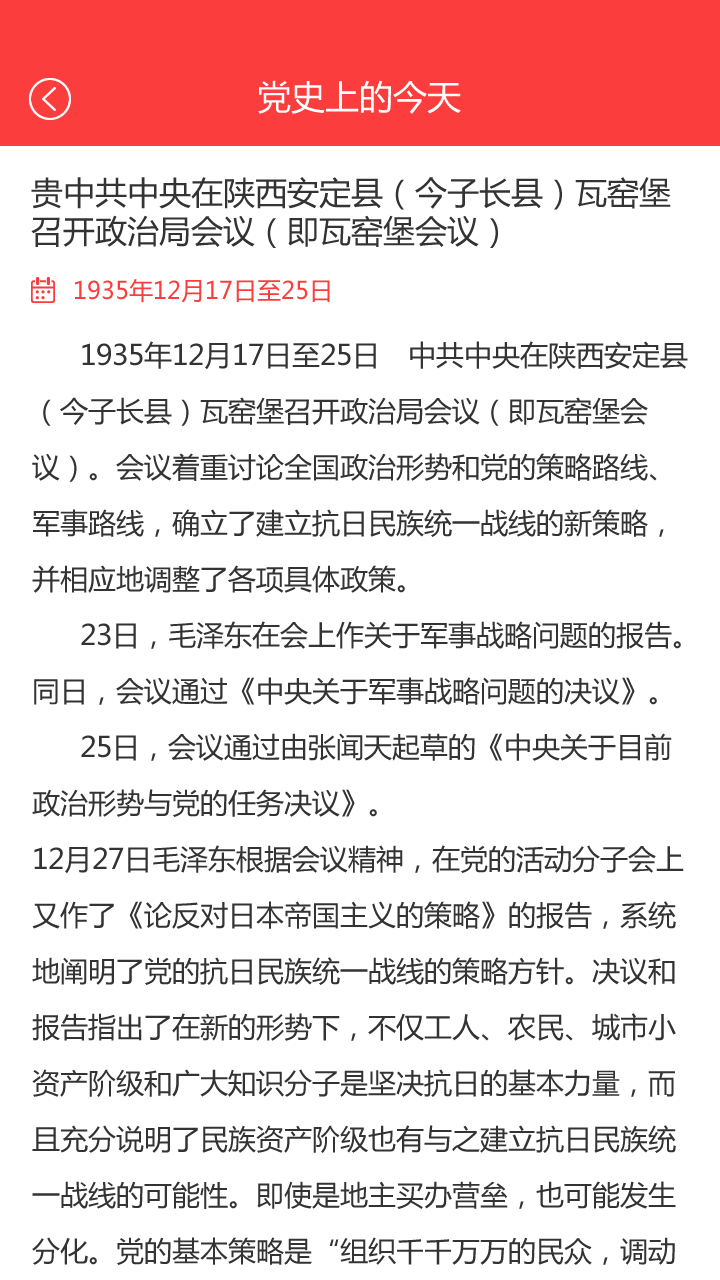 党史上的今天
贵中共中央在陕西安定县（今子长县）瓦窑堡
召开政治局会议（即瓦窑堡会议）
1935年12月17日至25日
1935年12月17日至25日　中共中央在陕西安定县
（今子长县）瓦窑堡召开政治局会议（即瓦窑堡会
议）。会议着重讨论全国政治形势和党的策略路线、
军事路线，确立了建立抗日民族统一战线的新策略，
并相应地调整了各项具体政策。
23日，毛泽东在会上作关于军事战略问题的报告。
同日，会议通过《中央关于军事战略问题的决议》。
25日，会议通过由张闻天起草的《中央关于目前
政治形势与党的任务决议》。
12月27日毛泽东根据会议精神，在党的活动分子会上
又作了《论反对日本帝国主义的策略》的报告，系统
地阐明了党的抗日民族统一战线的策略方针。决议和
报告指出了在新的形势下，不仅工人、农民、城市小
资产阶级和广大知识分子是坚决抗日的基本力量，而
且充分说明了民族资产阶级也有与之建立抗日民族统
一战线的可能性。即使是地主买办营垒，也可能发生
分化。党的基本策略是“组织千千万万的民众，调动